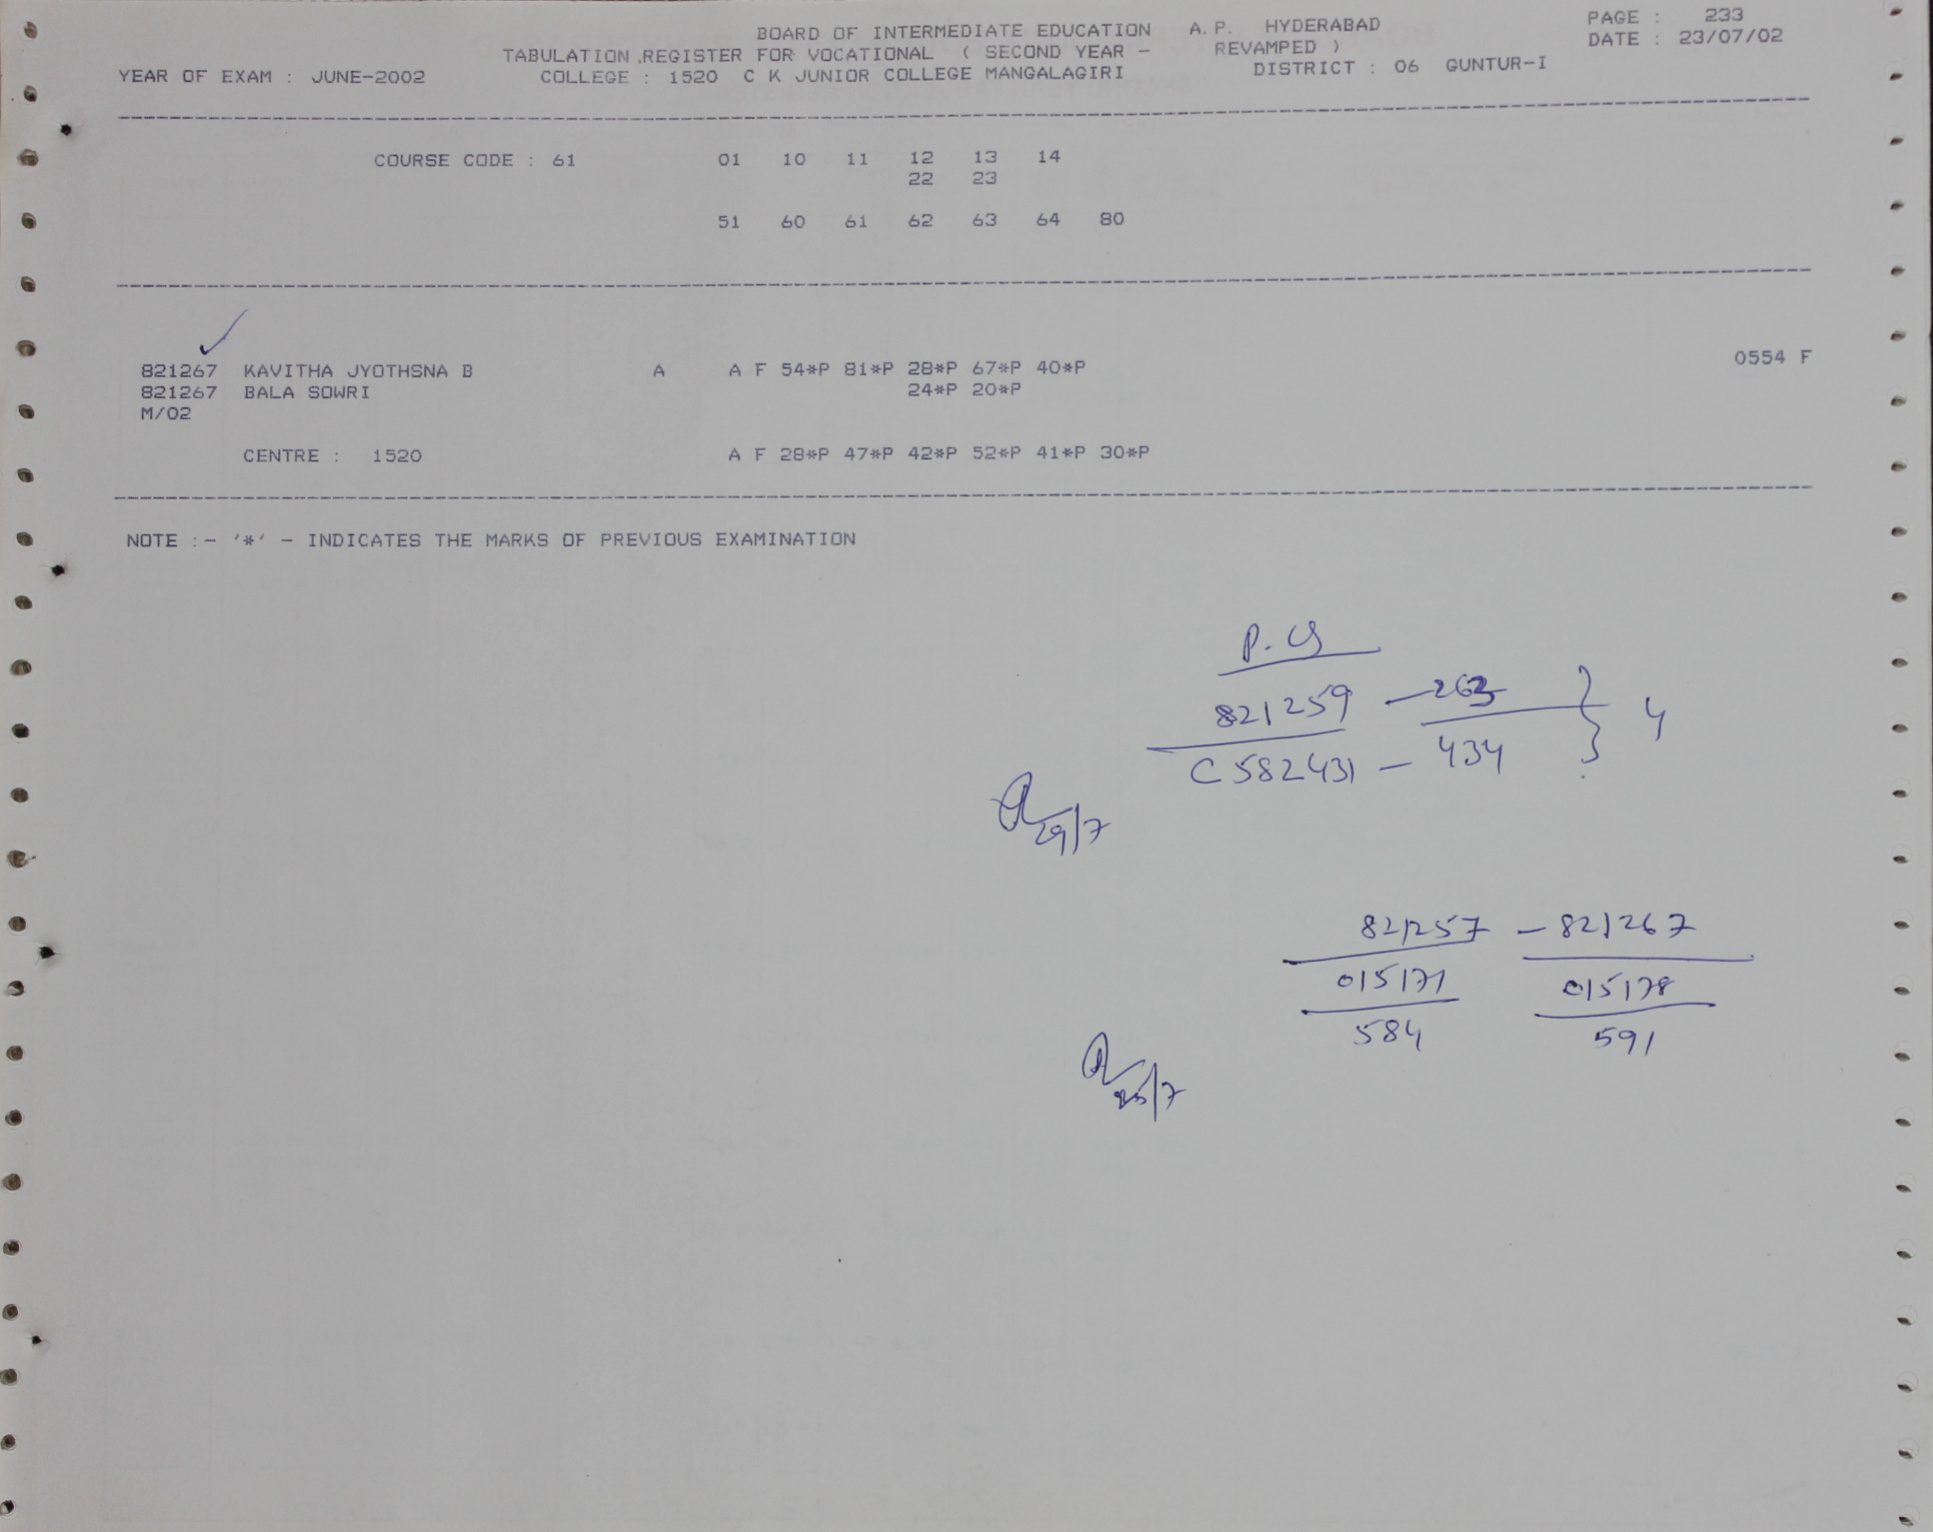 BOARD OF INTERMEDIATE EDUCATION A.P. HYDERABAD PAGE : 233
TABULATION REGISTER FOR VOCATIONAL ( SECOND YEAR - REVAMPED ) DATE : 23/07/02
YEAR OF EXAM : JUNE-2002 COLLEGE : 1520 C K JUNIOR COLLEGE MANGALAGIRI DISTRICT : 06 GUNTUR-I
COURSE CODE : 61 01 10 11 12 13 14
22 23
51 60 61 62 63 64 80
821267 KAVITHA JYOTHSNA B A A F 54*P 81*P 28*P 67*P 40*P 0554 F
821267 BALA SOWRI 24*P 20*P
M/02
CENTRE : 1520 A F 28*P 47*P 42*P 52*P 41*P 30*P
NOTE :- '*' - INDICATES THE MARKS OF PREVIOUS EXAMINATION
821259 - 263
C582431 - 434 } 4
29/7
821257 - 821267
015171 015178
584 591